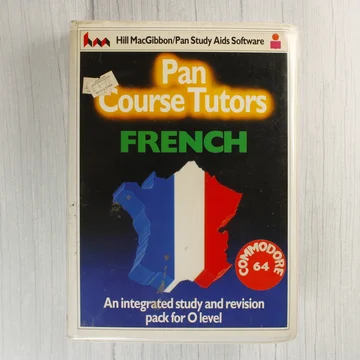 hm Hill MacGibbon/Pan Study Aids Software
Pan
Course Tutors
FRENCH
COMMODORE
64
An integrated study and revision
pack for O level